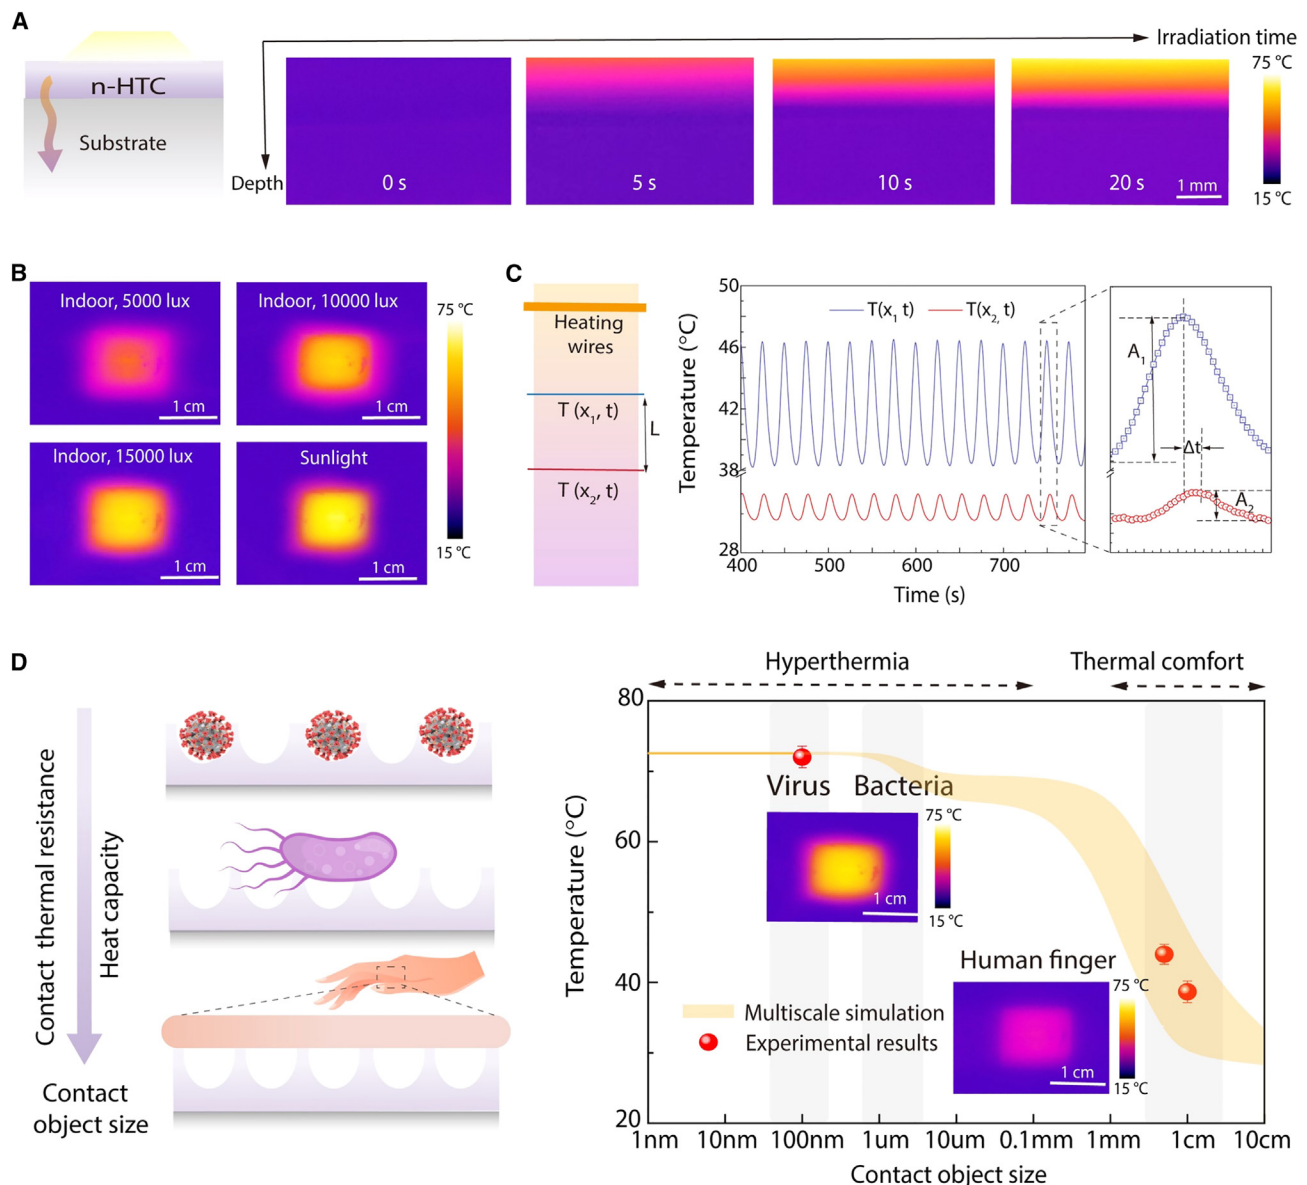 A
n-HTC
Substrate
Irradiation time
Depth
0 s
5 s
10 s
20 s
1 mm
75 °C
15 °C
B
Indoor, 5000 lux
1 cm
Indoor, 10000 lux
1 cm
Indoor, 15000 lux
1 cm
Sunlight
1 cm
75 °C
15 °C
C
Heating
wires
T (x1, t)
L
T (x2, t)
Temperature (°C)
50
46
42
38
28
T(x1 t)
T(x2, t)
400
500
600
700
Time (s)
A1
Δt
A2
D
Contact thermal resistance
Heat capacity
Contact
object size
Hyperthermia
Thermal comfort
Temperature (°C)
80
60
40
20
Virus
Bacteria
75 °C
1 cm
15 °C
Human finger
75 °C
1 cm
15 °C
Multiscale simulation
Experimental results
1nm
10nm
100nm
1um
10um
0.1mm
1mm
1cm
10cm
Contact object size